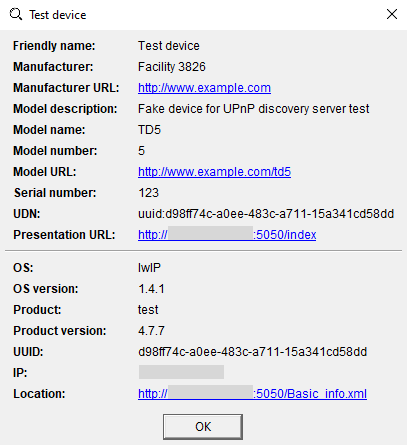 Test device
Friendly name: Test device
Manufacturer: Facility 3826
Manufacturer URL: http://www.example.com
Model description: Fake device for UPnP discovery server test
Model name: TD5
Model number: 5
Model URL: http://www.example.com/td5
Serial number: 123
UDN: uuid:d98ff74c-a0ee-483c-a711-15a341cd58dd
Presentation URL: http:// :5050/index
OS: lwIP
OS version: 1.4.1
Product: test
Product version: 4.7.7
UUID: d98ff74c-a0ee-483c-a711-15a341cd58dd
IP:
Location: http:// :5050/Basic_info.xml
OK